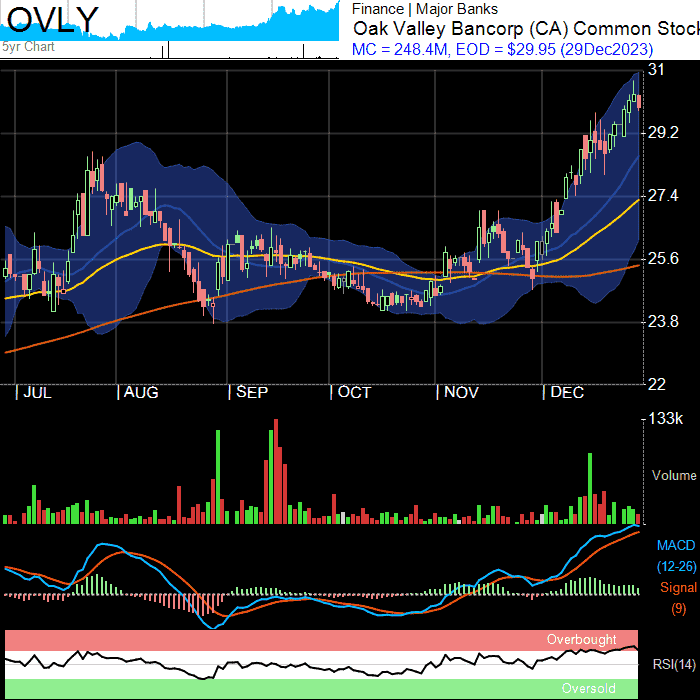 OVLY
5yr Chart
Finance | Major Banks
Oak Valley Bancorp (CA) Common Stock
MC = 248.4M, EOD = $29.95 (29Dec2023)
31
29.2
27.4
25.6
23.8
22
| JUL | AUG | SEP | OCT | NOV | DEC
133k
Volume
MACD
(12-26)
Signal
(9)
Overbought
RSI(14)
Oversold